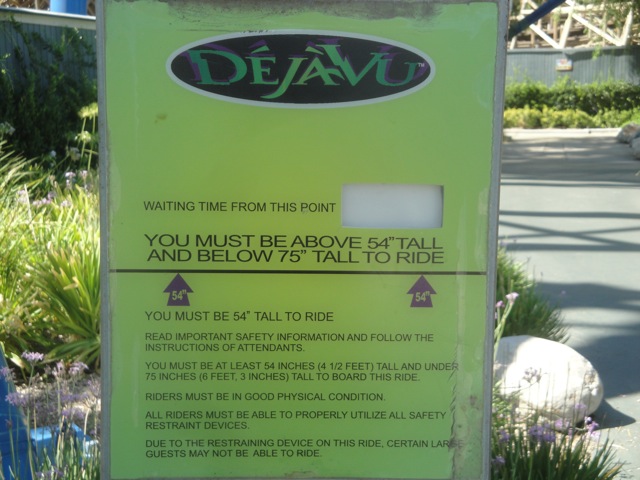 DÉJÀVU™
WAITING TIME FROM THIS POINT
YOU MUST BE ABOVE 54" TALL
AND BELOW 75" TALL TO RIDE
54" 54"
YOU MUST BE 54" TALL TO RIDE
READ IMPORTANT SAFETY INFORMATION AND FOLLOW THE
INSTRUCTIONS OF ATTENDANTS.
YOU MUST BE AT LEAST 54 INCHES (4 1/2 FEET) TALL AND UNDER
75 INCHES (6 FEET, 3 INCHES) TALL TO BOARD THIS RIDE.
RIDERS MUST BE IN GOOD PHYSICAL CONDITION.
ALL RIDERS MUST BE ABLE TO PROPERLY UTILIZE ALL SAFETY
RESTRAINT DEVICES.
DUE TO THE RESTRAINING DEVICE ON THIS RIDE, CERTAIN LARGE
GUESTS MAY NOT BE ABLE TO RIDE.